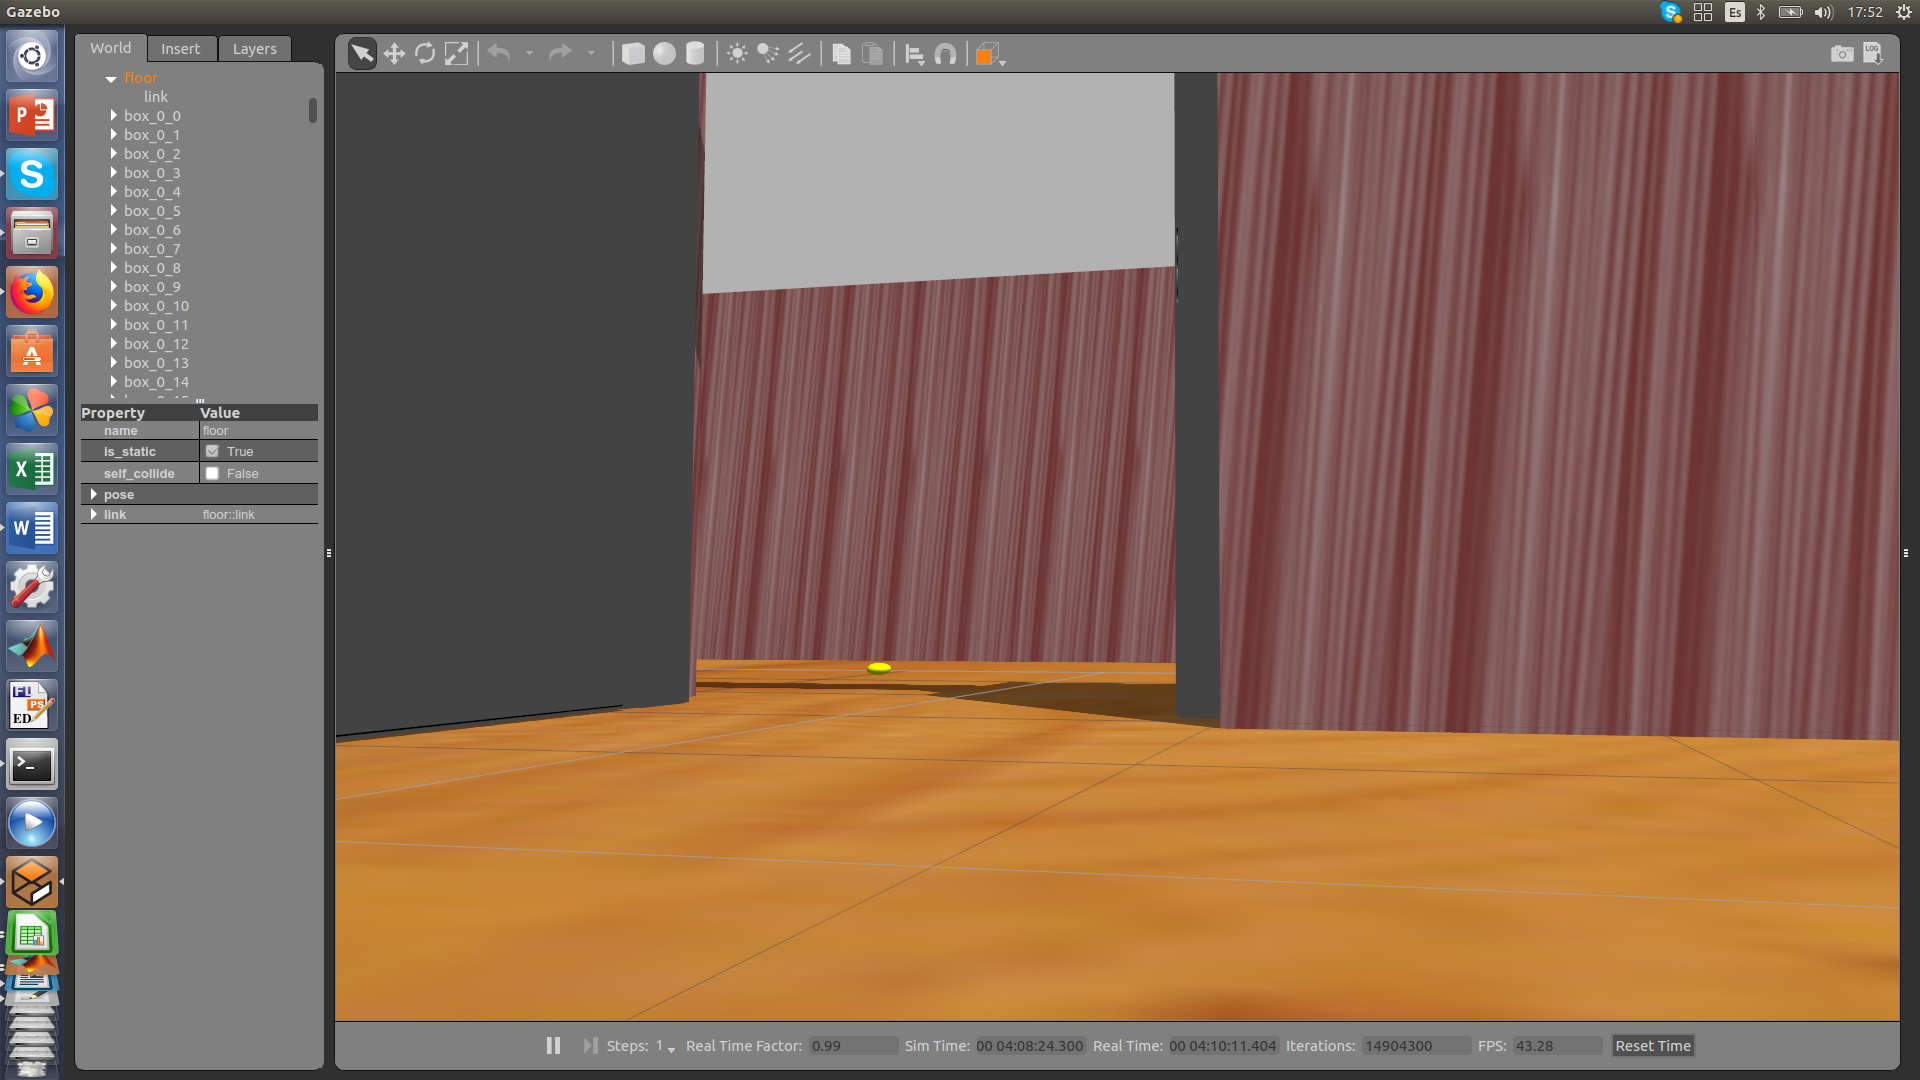 Gazebo
Es
17:52
World
Insert
Layers
LOG
floor
link
box_0_0
box_0_1
box_0_2
box_0_3
box_0_4
box_0_5
box_0_6
box_0_7
box_0_8
box_0_9
box_0_10
box_0_11
box_0_12
box_0_13
box_0_14
Property Value
name floor
is_static True
self_collide False
pose
link floor::link
Steps: 1 Real Time Factor: 0.99 Sim Time: 00 04:08:24.300 Real Time: 00 04:10:11.404 Iterations: 14904300 FPS: 43.28 Reset Time